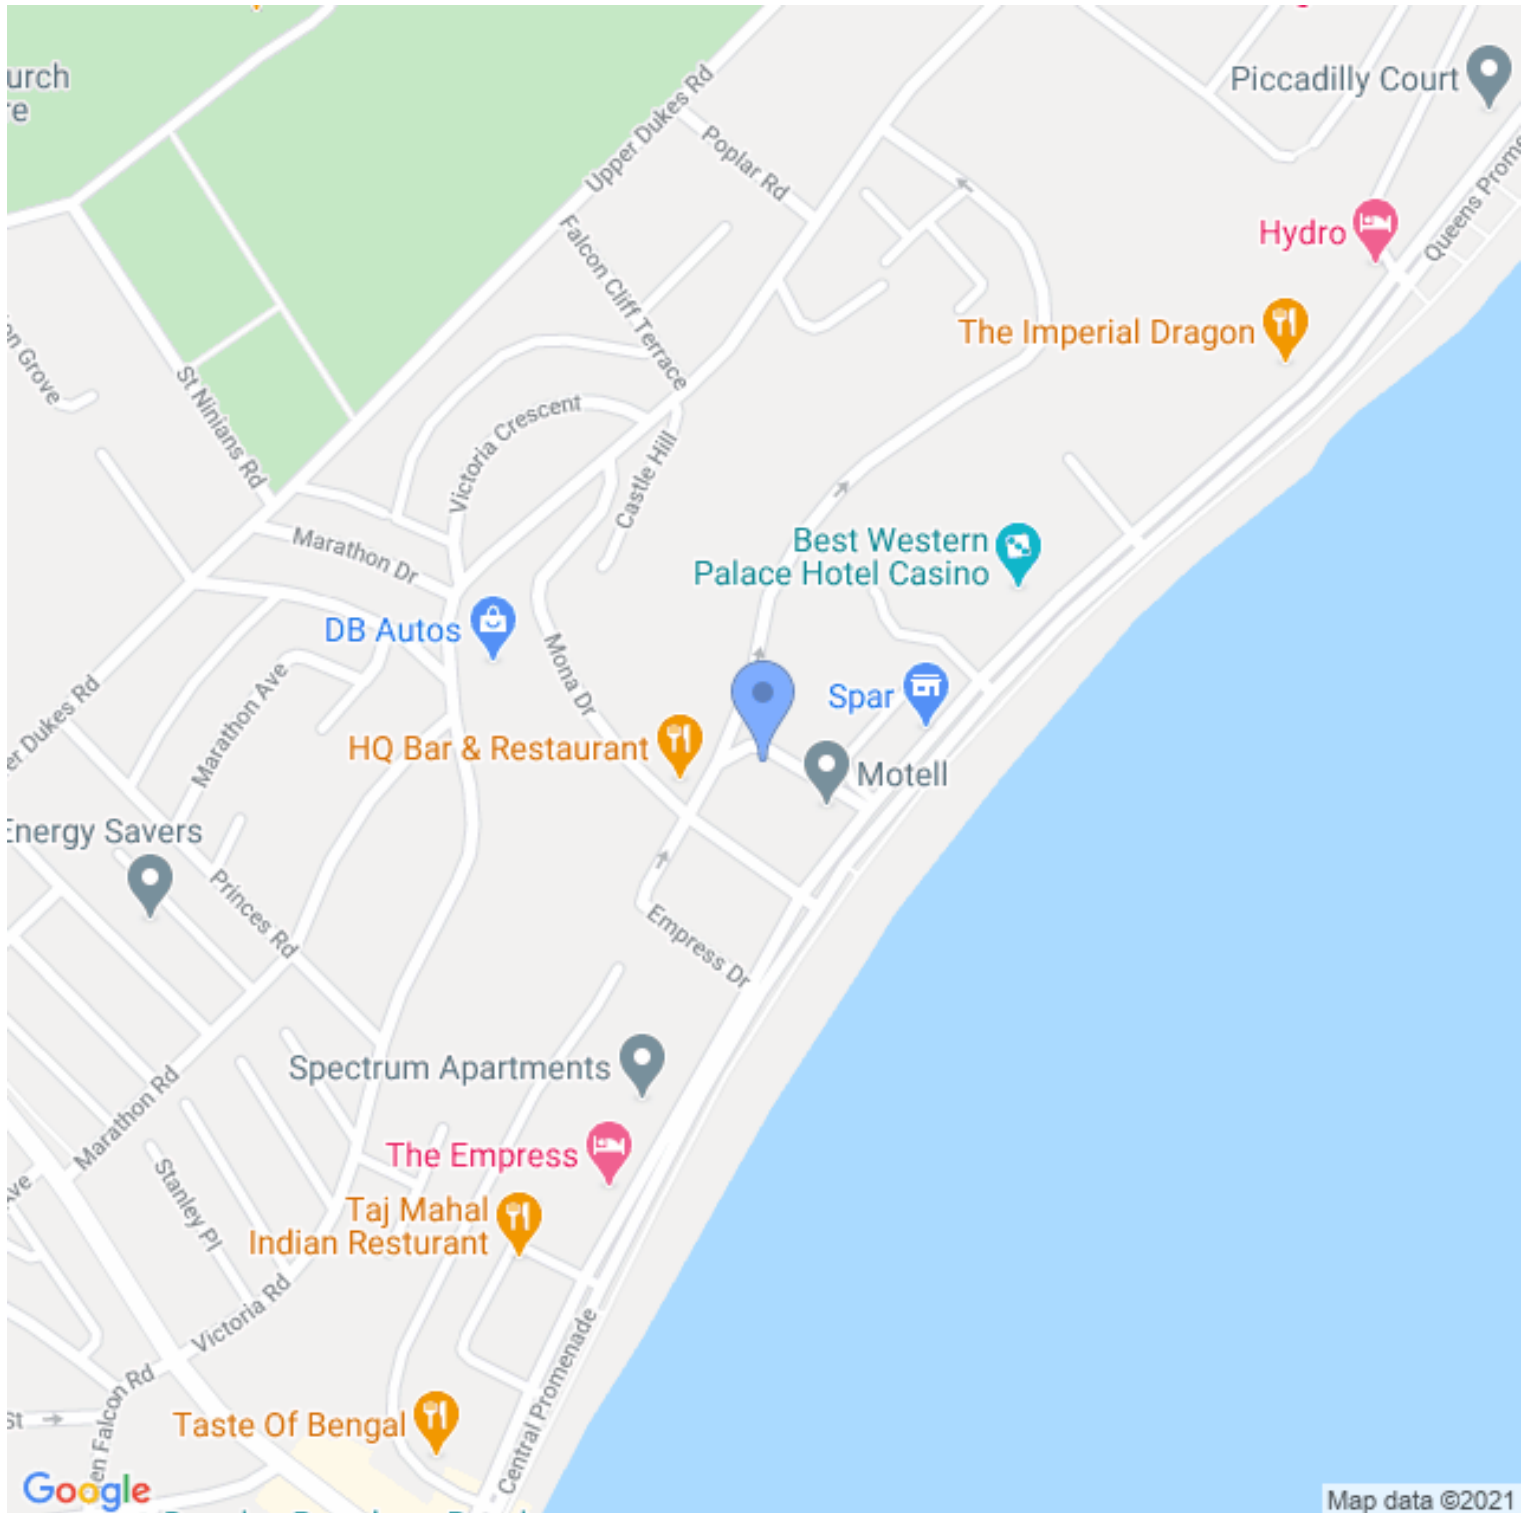 urch
re
Piccadilly Court
Upper Dukes Rd
Poplar Rd
Queens Prome
Hydro
Falcon Cliff Terrace
The Imperial Dragon
on Grove
St Ninians Rd
Victoria Crescent
Castle Hill
Best Western
Palace Hotel Casino
Marathon Dr
DB Autos
Mona Dr
Marathon Ave
er Dukes Rd
Spar
HQ Bar & Restaurant
Motell
Energy Savers
Princes Rd
Empress Dr
Spectrum Apartments
Marathon Rd
The Empress
Stanley Pl
Ave
Taj Mahal
Indian Resturant
Victoria Rd
Central Promenade
en Falcon Rd
St
Taste Of Bengal
Google
Map data ©2021